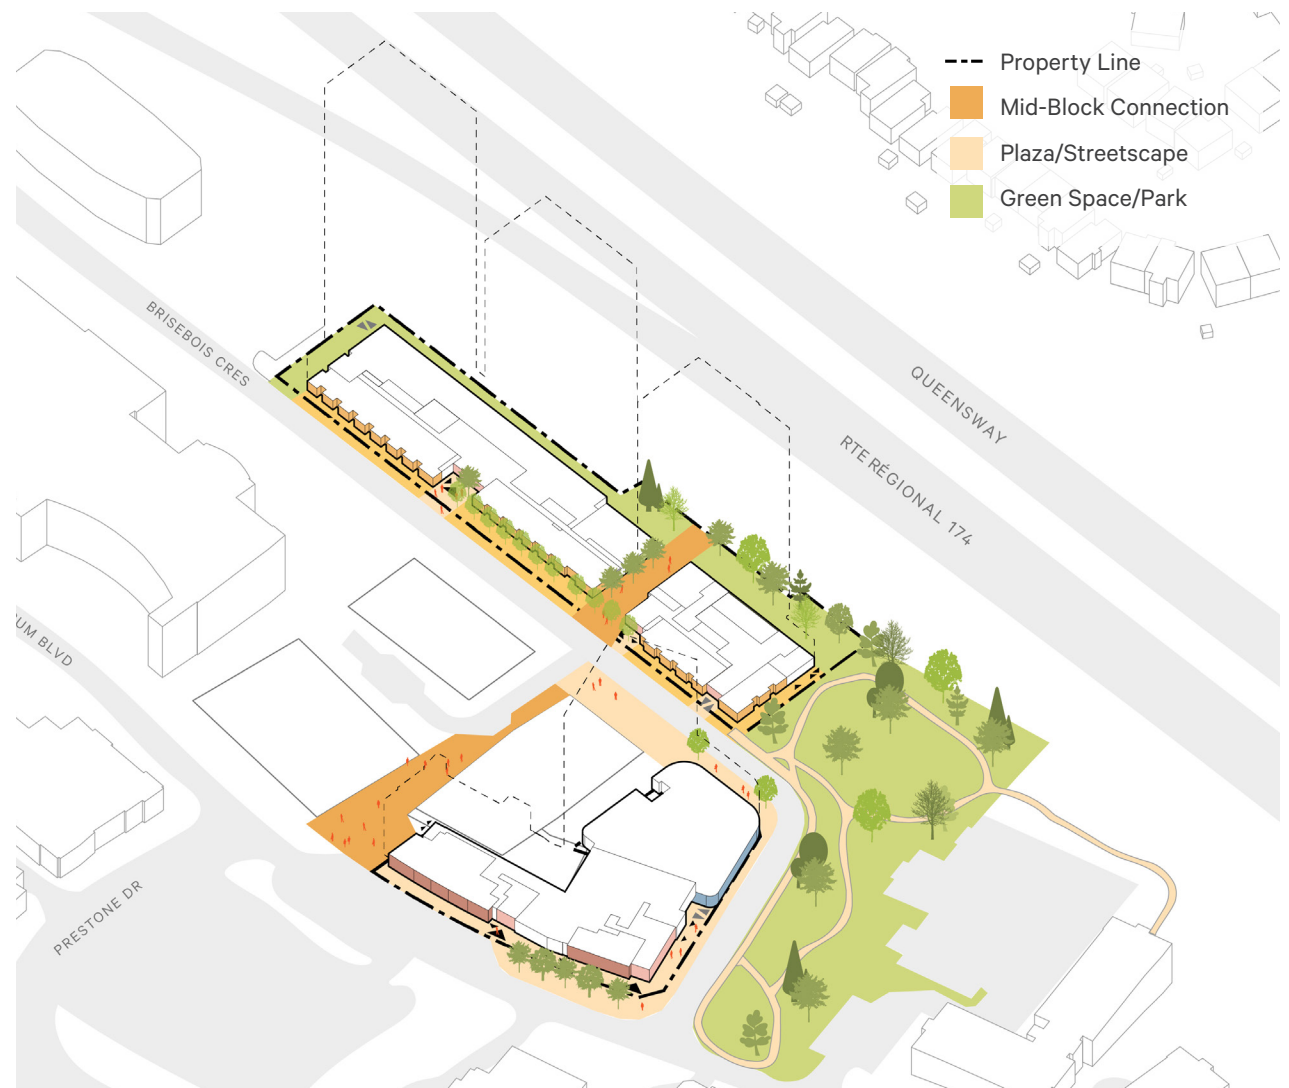 Property Line
Mid-Block Connection
Plaza/Streetscape
Green Space/Park
BRISEBOIS CRES
QUEENSWAY
RTE RÉGIONAL 174
UM BLVD
PRESTONE DR